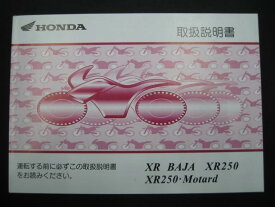 HONDA
取扱説明書
運転する前に必ずこの取扱説明書
をお読みください。
XR BAJA XR250
XR250･Motard